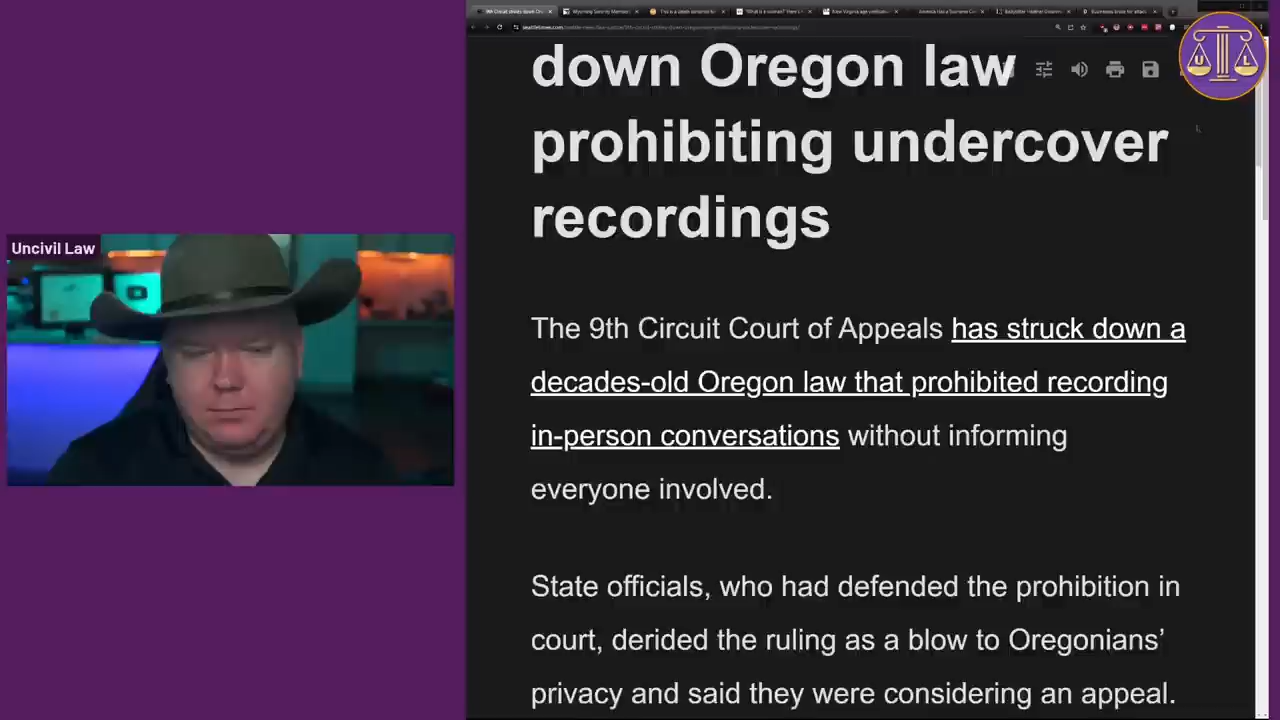 Uncivil Law
U L
down Oregon law
prohibiting undercover
recordings
The 9th Circuit Court of Appeals has struck down a
decades-old Oregon law that prohibited recording
in-person conversations without informing
everyone involved.
State officials, who had defended the prohibition in
court, derided the ruling as a blow to Oregonians’
privacy and said they were considering an appeal.